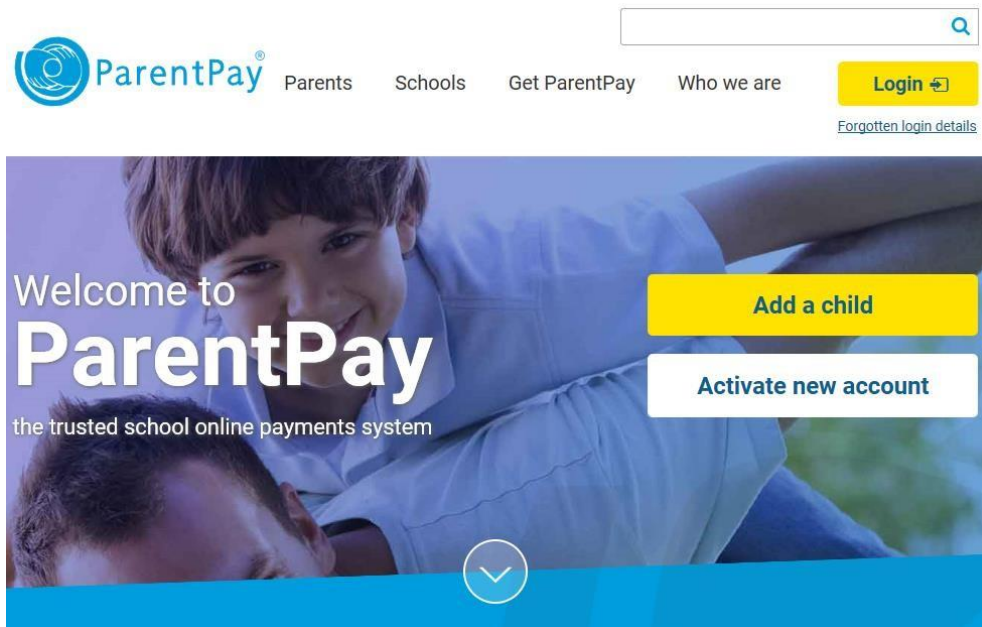 ParentPay®
Parents Schools Get ParentPay Who we are
Login
Forgotten login details
Welcome to
ParentPay
the trusted school online payments system
Add a child
Activate new account